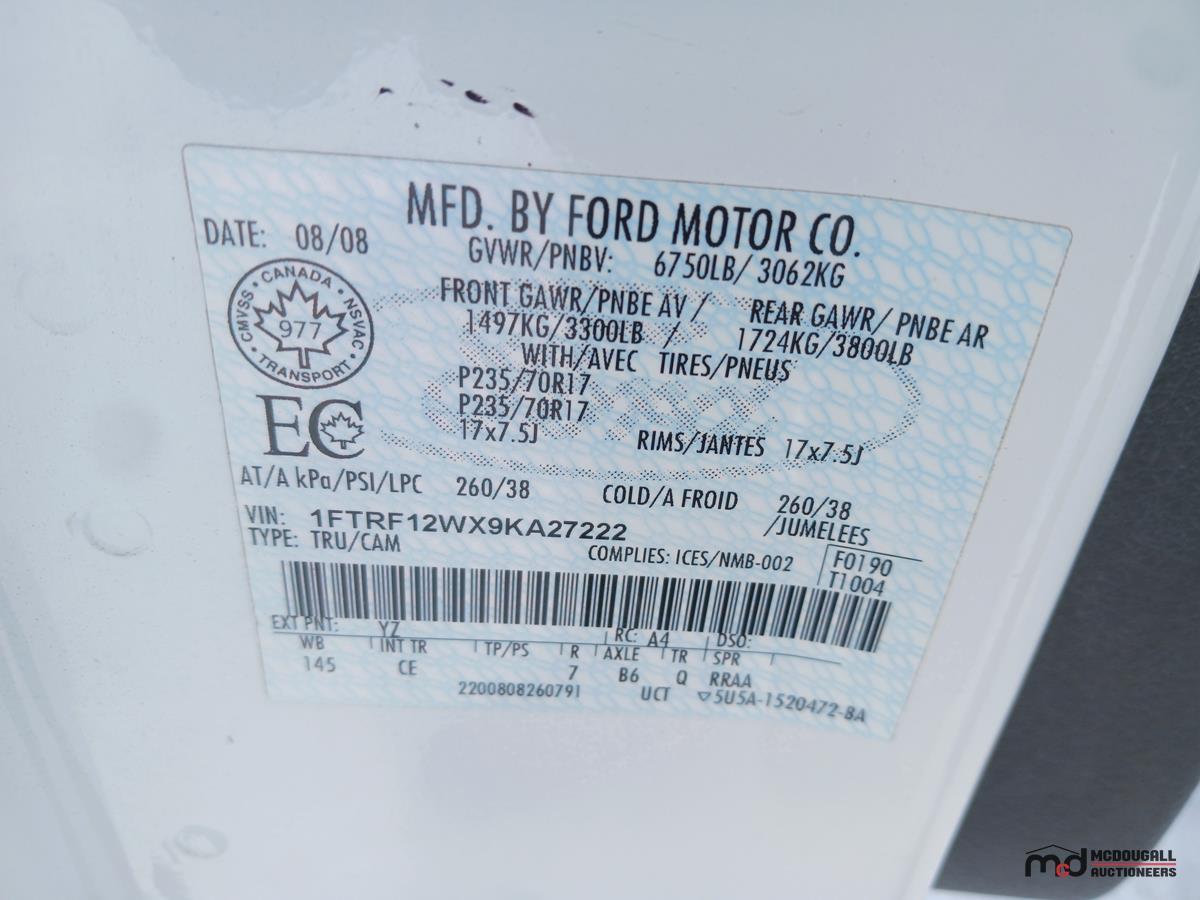 MFD. BY FORD MOTOR CO.
DATE: 08/08
GVWR/PNBV: 6750LB/ 3062KG
FRONT GAWR/PNBE AV / REAR GAWR/ PNBE AR
1497KG/3300LB / 1724KG/3800LB
WITH/AVEC TIRES/PNEUS
P235/70R17
P235/70R17
17x7.5J RIMS/JANTES 17x7.5J
CANADA
CMVSS · NSVAC
977
TRANSPORT
EC
AT/A kPa/PSI/LPC 260/38 COLD/A FROID 260/38
/JUMELEES
VIN: 1FTRF12WX9KA27222
TYPE: TRU/CAM
COMPLIES: ICES/NMB-002
F0190
T1004
EXT PNT: YZ RC: A4 DSO:
WB INT TR TP/PS R AXLE TR SPR
145 CE 7 B6 Q RRAA
2200808260791 UCT 5U5A-1520472-BA
mcd MCDOUGALL
AUCTIONEERS